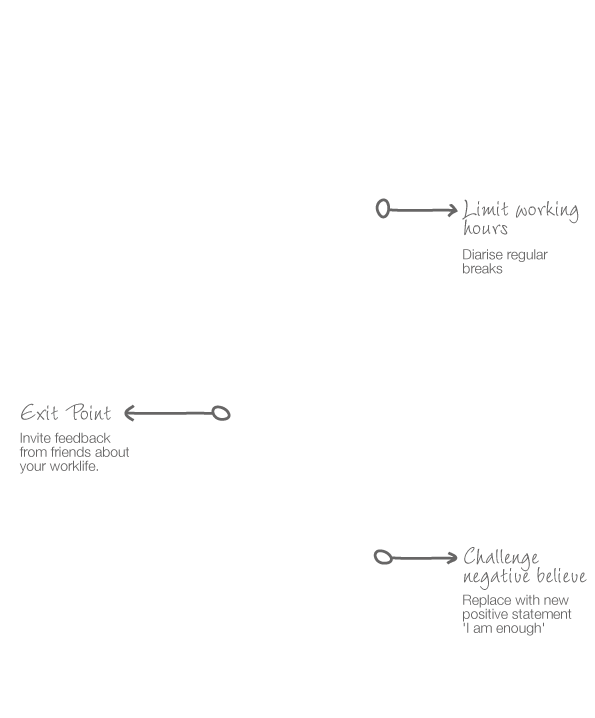 Limit working
hours
Diarise regular
breaks
Exit Point
Invite feedback
from friends about
your worklife.
Challenge
negative believe
Replace with new
positive statement
'I am enough'